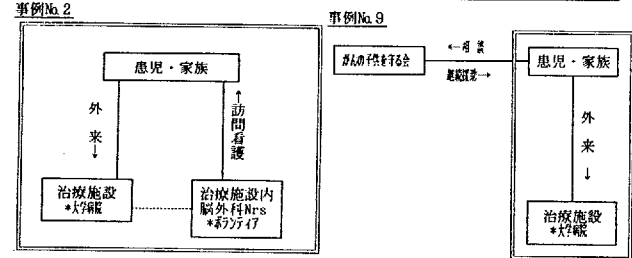 事例No.2
患児・家族
外来↓
↑訪問看護
治療施設
*大学病院
治療施設内
脳外科Nrs
*ボランティア
事例No.9
がんの子供を守る会
←相談
継続援助→
患児・家族
外来↓
治療施設
*大学病院